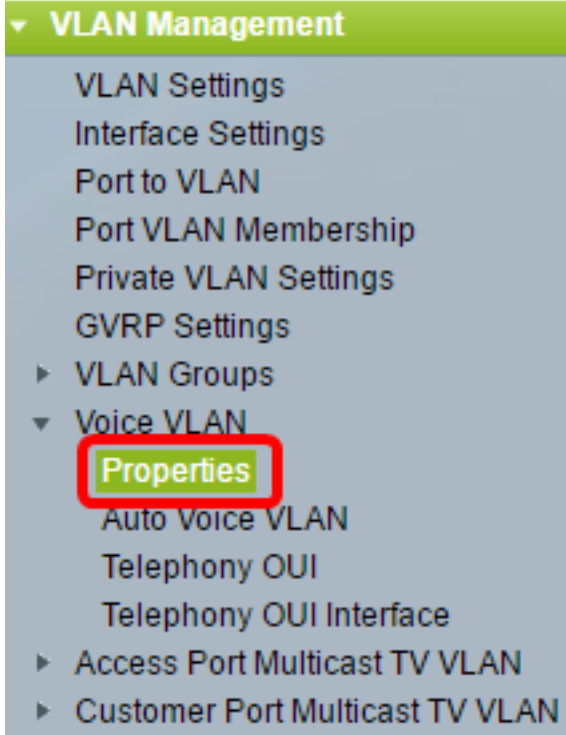 VLAN Management
VLAN Settings
Interface Settings
Port to VLAN
Port VLAN Membership
Private VLAN Settings
GVRP Settings
VLAN Groups
Voice VLAN
Properties
Auto Voice VLAN
Telephony OUI
Telephony OUI Interface
Access Port Multicast TV VLAN
Customer Port Multicast TV VLAN